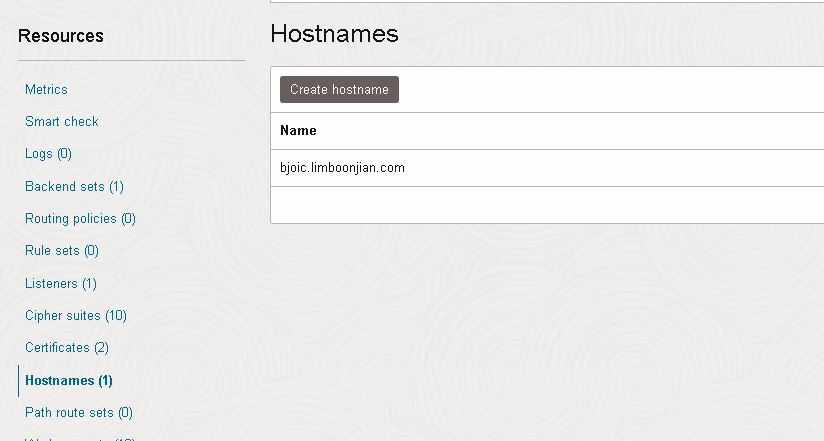 Resources
Metrics
Smart check
Logs (0)
Backend sets (1)
Routing policies (0)
Rule sets (0)
Listeners (1)
Cipher suites (10)
Certificates (2)
Hostnames (1)
Path route sets (0)
Hostnames
Create hostname
Name
bjoic.limboonjian.com